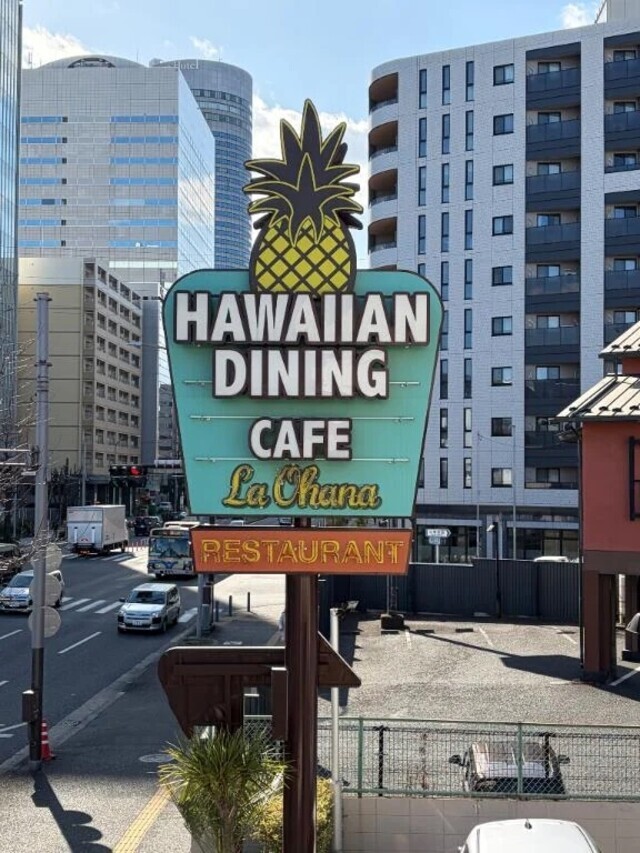 HAWAIIAN
DINING
CAFE
La Ohana
RESTAURANT